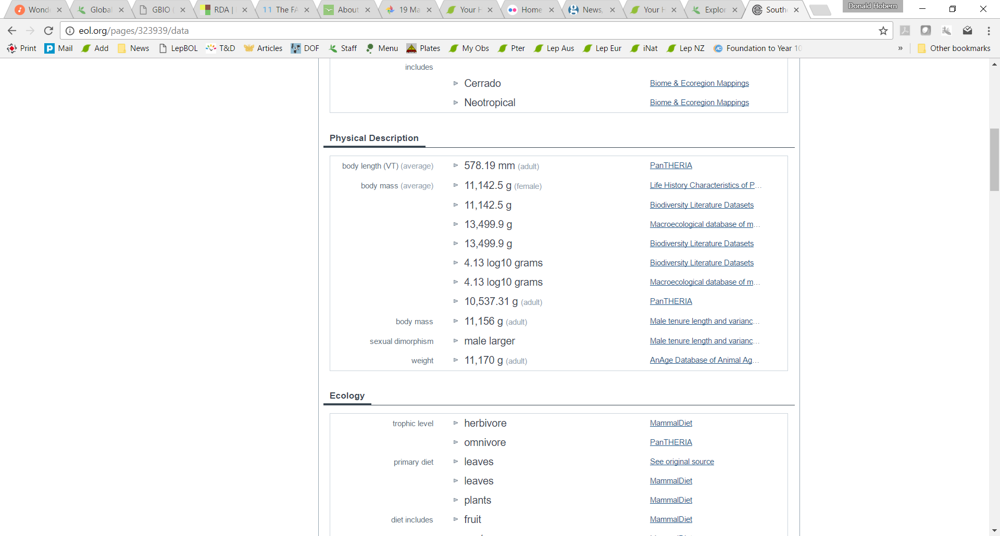 Wond
Global
GBIO (
RDA |
The FA
About
19 Ma
Your H
Home
News,
Your H
Explor
South
Donald Hobern
eol.org/pages/323939/data
Print Mail Add News LepBOL T&D Articles DOF Staff Menu Plates My Obs Pter Lep Aus Lep Eur iNat Lep NZ Foundation to Year 10 » Other bookmarks
includes
Cerrado Biome & Ecoregion Mappings
Neotropical Biome & Ecoregion Mappings
Physical Description
body length (VT) (average) 578.19 mm (adult) PanTHERIA
body mass (average) 11,142.5 g (female) Life History Characteristics of P...
11,142.5 g Biodiversity Literature Datasets
13,499.9 g Macroecological database of m...
13,499.9 g Biodiversity Literature Datasets
4.13 log10 grams Biodiversity Literature Datasets
4.13 log10 grams Macroecological database of m...
10,537.31 g (adult) PanTHERIA
body mass 11,156 g (adult) Male tenure length and varianc...
sexual dimorphism male larger Male tenure length and varianc...
weight 11,170 g (adult) AnAge Database of Animal Ag...
Ecology
trophic level herbivore MammalDiet
omnivore PanTHERIA
primary diet leaves See original source
leaves MammalDiet
plants MammalDiet
diet includes fruit MammalDiet